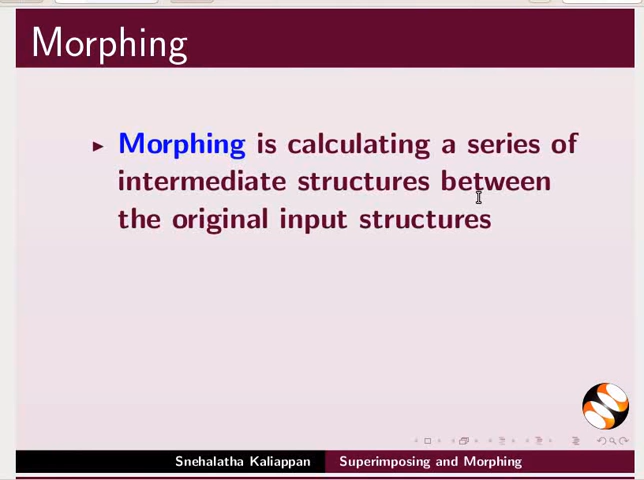 Morphing
Morphing is calculating a series of
intermediate structures between
the original input structures
Snehalatha Kaliappan Superimposing and Morphing